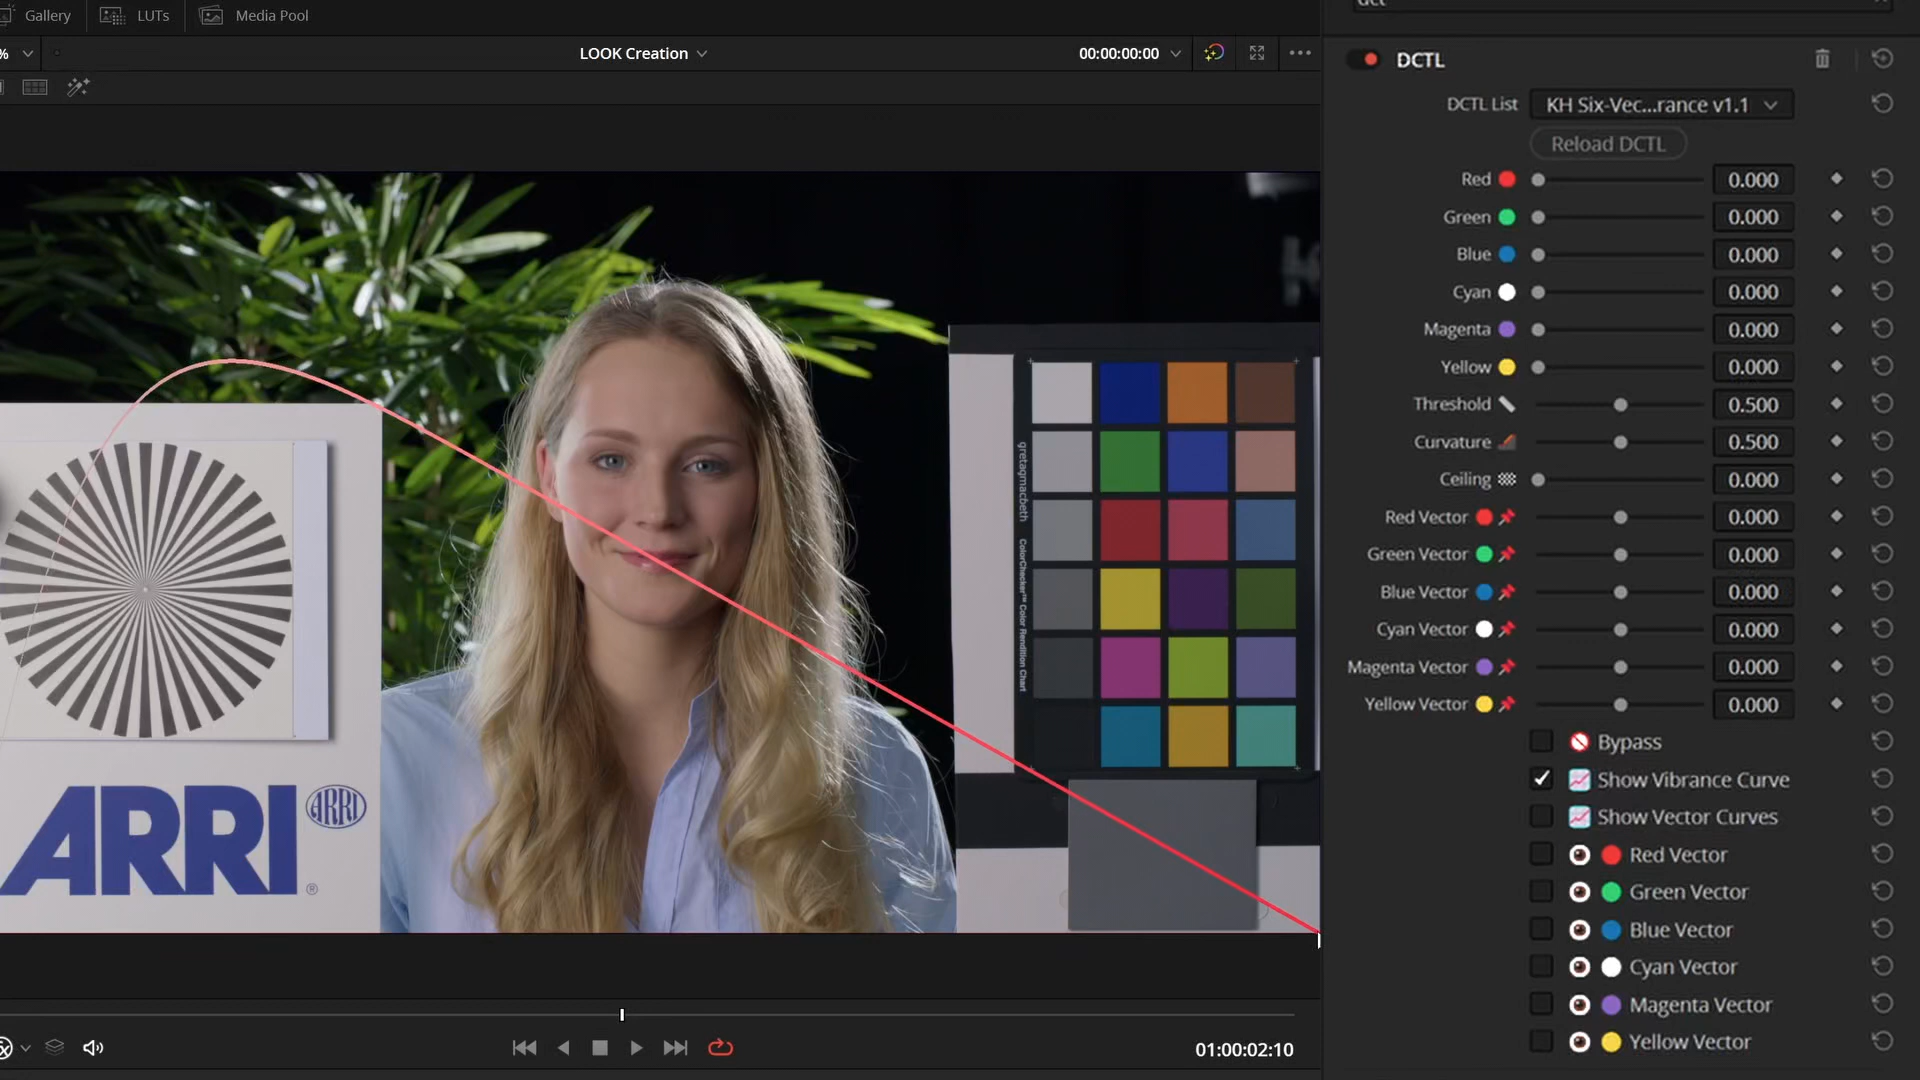 Gallery
LUTs
Media Pool
%
LOOK Creation
00:00:00:00
gretagmacbeth
ColorChecker™ Color Rendition Chart
ARRI
ARRI
®
01:00:02:10
DCTL
DCTL List
KH Six-Vec...rance v1.1
Reload DCTL
Red 0.000
Green 0.000
Blue 0.000
Cyan 0.000
Magenta 0.000
Yellow 0.000
Threshold 0.500
Curvature 0.500
Ceiling 0.000
Red Vector 0.000
Green Vector 0.000
Blue Vector 0.000
Cyan Vector 0.000
Magenta Vector 0.000
Yellow Vector 0.000
Bypass
Show Vibrance Curve
Show Vector Curves
Red Vector
Green Vector
Blue Vector
Cyan Vector
Magenta Vector
Yellow Vector